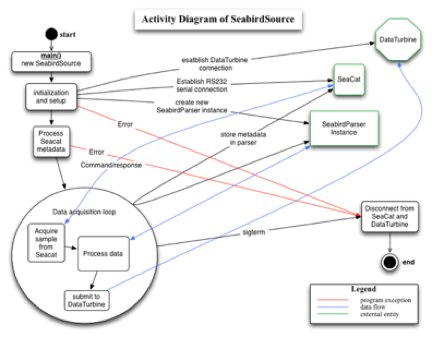 Activity Diagram of SeabirdSource
start
main()
new SeabirdSource
DataTurbine
esatblish DataTurbine
connection
initialization
and setup
Establish RS232
serial connection
SeaCat
create new
SeabirdParser instance
Error
SeabirdParser
Instance
Process
Seacat
metadata
store metadata
in parser
Error
Command/response
Data acquisition loop
Acquire
sample
from
Seacat
Process data
sigterm
Disconnect from
SeaCat and
DataTurbine
submit to
DataTurbine
end
Legend
program exception
data flow
external entity